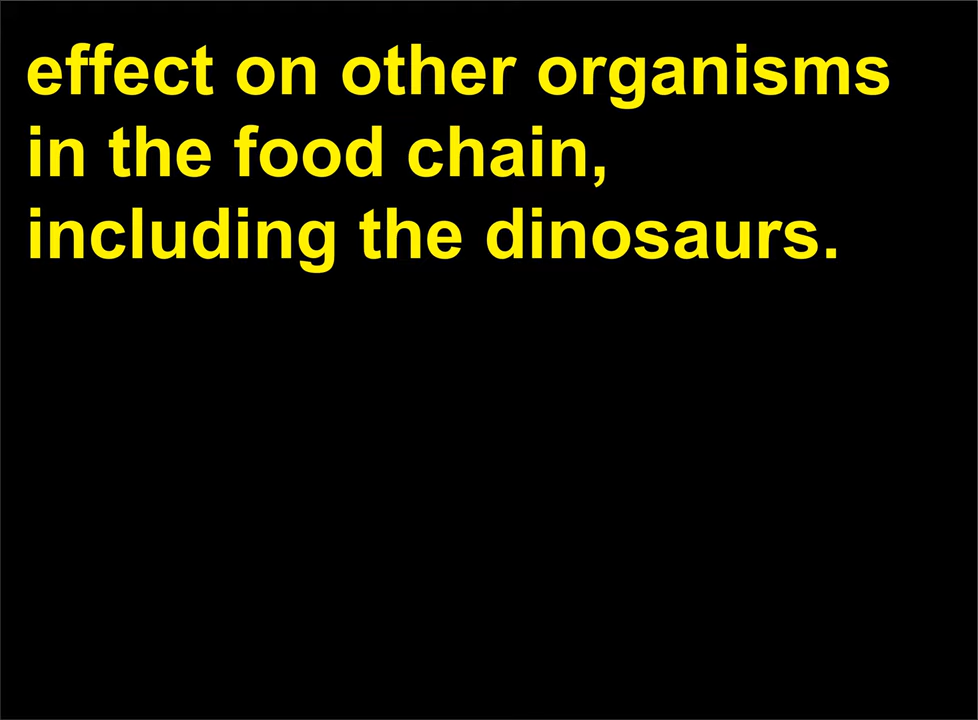 effect on other organisms
in the food chain,
including the dinosaurs.